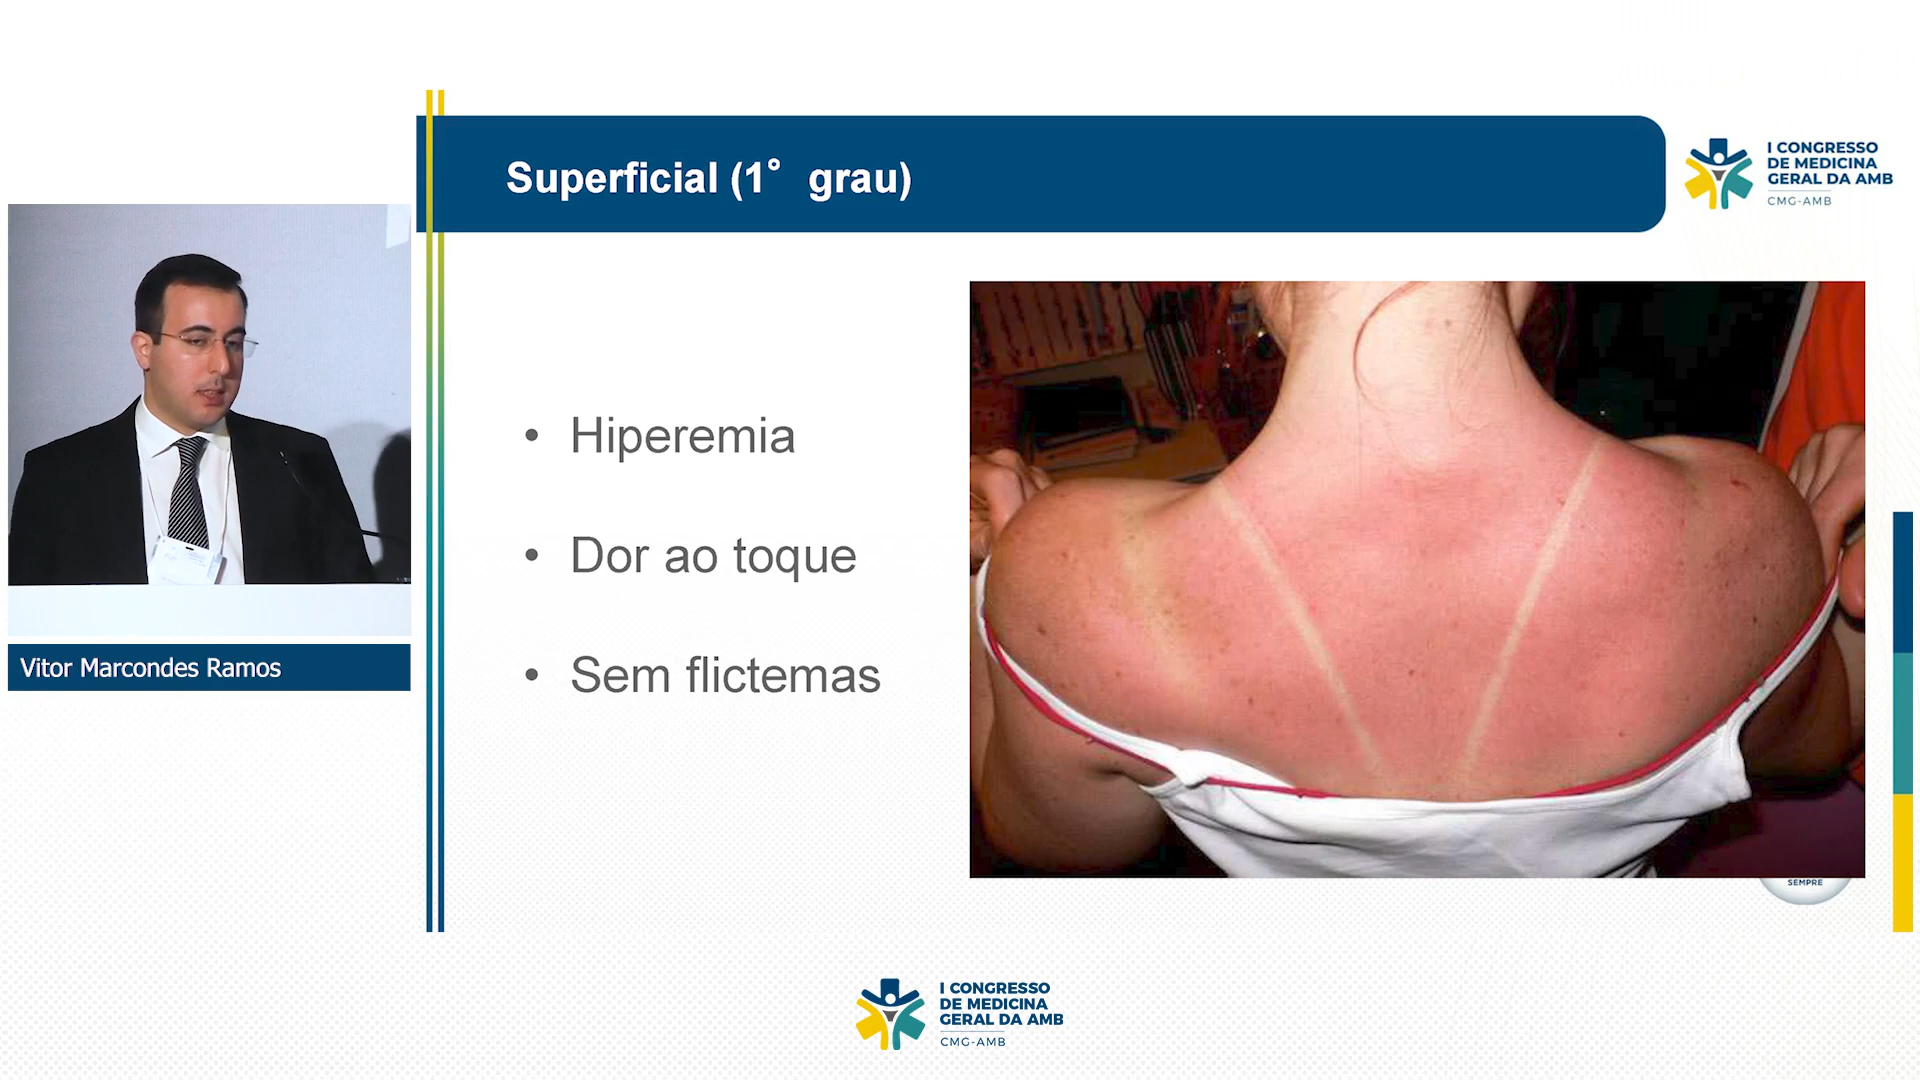 Superficial (1° grau)
I CONGRESSO
DE MEDICINA
GERAL DA AMB
CMG-AMB
• Hiperemia
• Dor ao toque
• Sem flictemas
Vitor Marcondes Ramos
SEMPRE
I CONGRESSO
DE MEDICINA
GERAL DA AMB
CMG-AMB